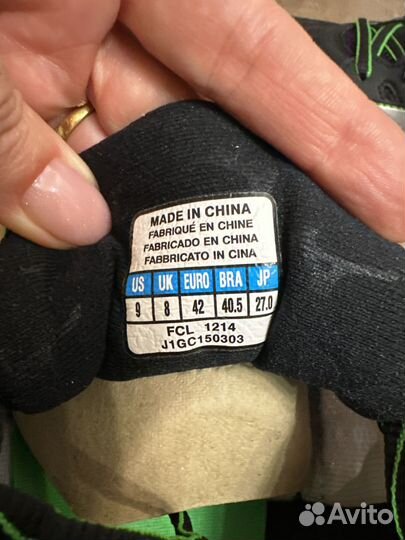 MADE IN CHINA
FABRIQUÉ EN CHINE
FABRICADO EN CHINA
FABBRICATO IN CINA
US UK EURO BRA JP
9 8 42 40.5 27.0
FCL 1214
J1GC150303
Avito